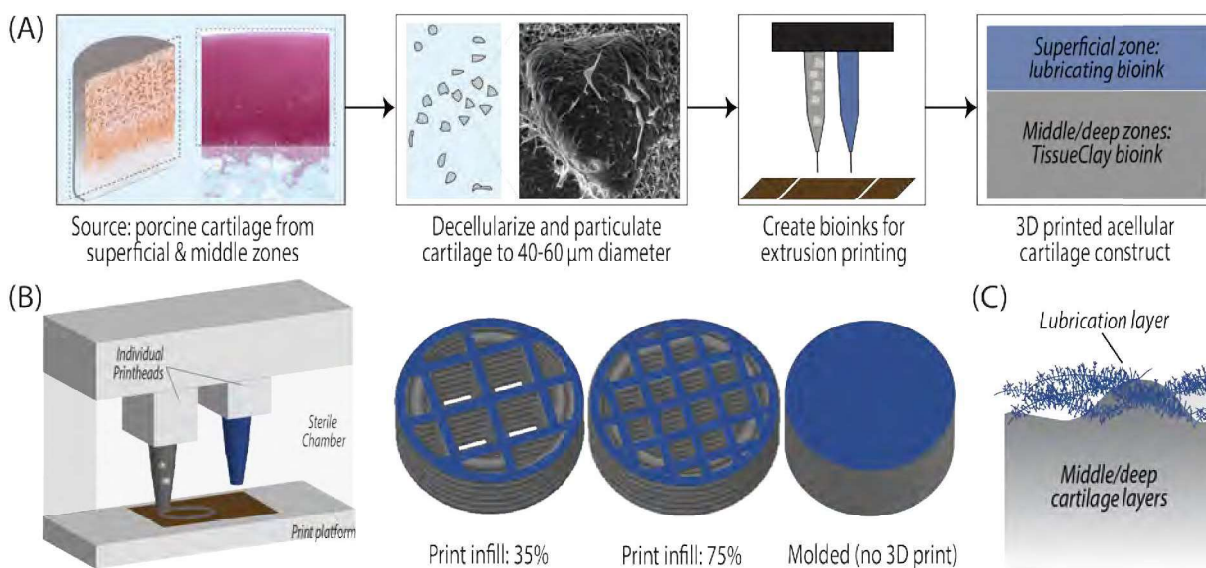 (A)
Superficial zone:
lubricating bioink
Middle/deep zones:
TissueClay bioink
Source: porcine cartilage from
superficial & middle zones
Decellularize and particulate
cartilage to 40-60 μm diameter
Create bioinks for
extrusion printing
3D printed acellular
cartilage construct
(B)
Individual
Printheads
Sterile
Chamber
Print platform
Print infill: 35%
Print infill: 75%
Molded (no 3D print)
(C)
Lubrication layer
Middle/deep
cartilage layers